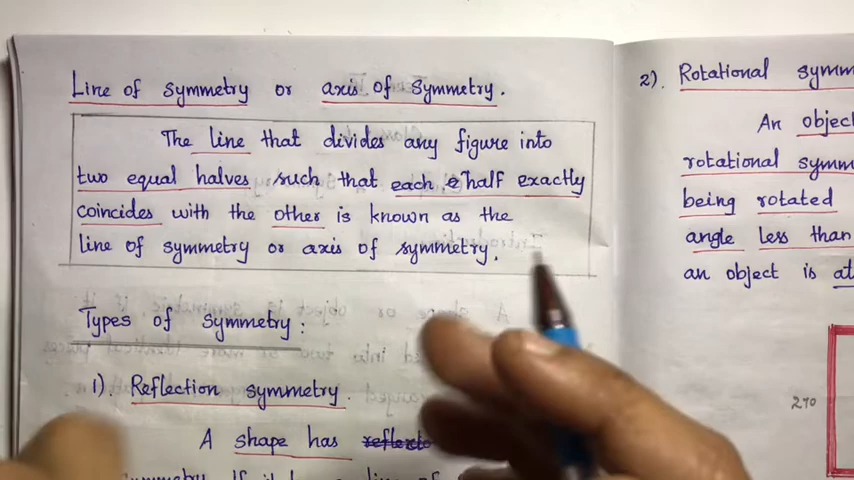 Line of symmetry or axis of symmetry.
The line that divides any figure into
two equal halves such that each half exactly
coincides with the other is known as the
line of symmetry or axis of symmetry.
Types of symmetry:
1). Reflection symmetry.
A shape has
2). Rotational symm
An object
rotational symm
being rotated
angle less than
an object is at
270